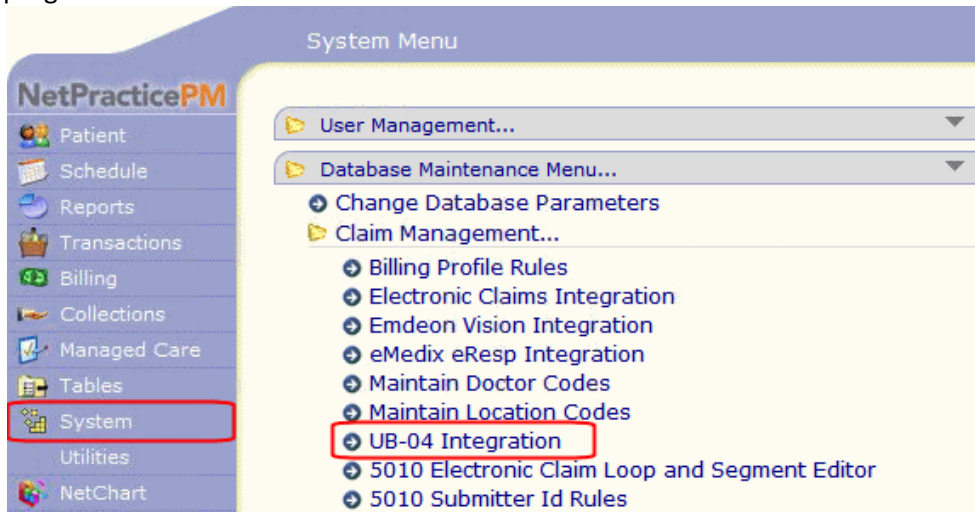 System Menu
NetPracticePM
Patient
Schedule
Reports
Transactions
Billing
Collections
Managed Care
Tables
System
Utilities
NetChart
User Management...
Database Maintenance Menu...
Change Database Parameters
Claim Management...
Billing Profile Rules
Electronic Claims Integration
Emdeon Vision Integration
eMedix eResp Integration
Maintain Doctor Codes
Maintain Location Codes
UB-04 Integration
5010 Electronic Claim Loop and Segment Editor
5010 Submitter Id Rules